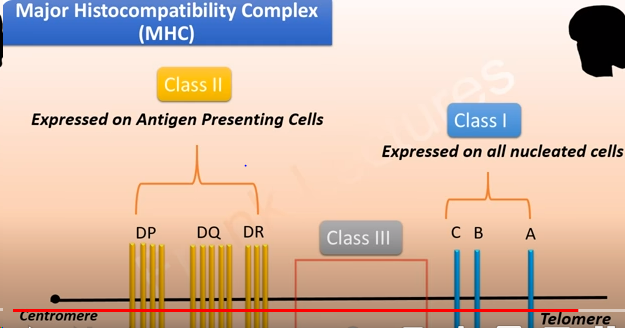 Major Histocompatibility Complex
(MHC)
Class II
Expressed on Antigen Presenting Cells
Class I
Expressed on all nucleated cells
DP
DQ
DR
Class III
C
B
A
Centromere
Telomere